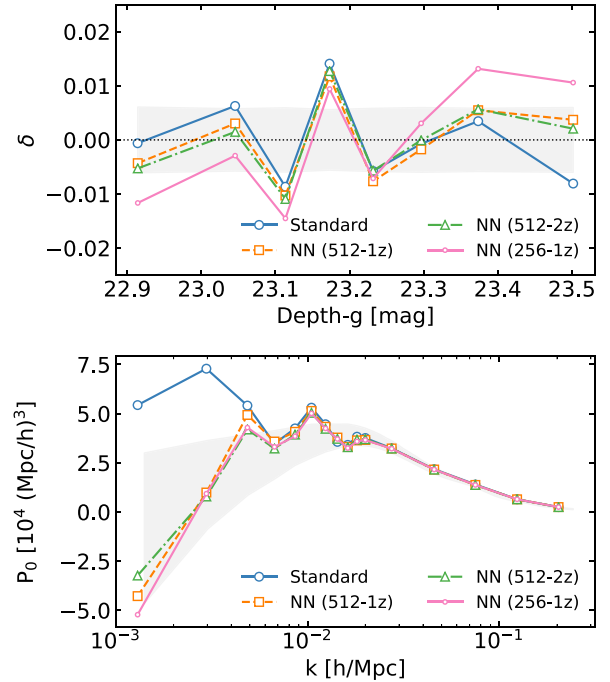 0.02
0.01
0.00
−0.01
−0.02
δ
Standard
NN (512-1z)
NN (512-2z)
NN (256-1z)
22.9 23.0 23.1 23.2 23.3 23.4 23.5
Depth-g [mag]
7.5
5.0
2.5
0.0
−2.5
−5.0
P₀ [10⁴ (Mpc/h)³]
Standard
NN (512-1z)
NN (512-2z)
NN (256-1z)
10⁻³ 10⁻² 10⁻¹
k [h/Mpc]